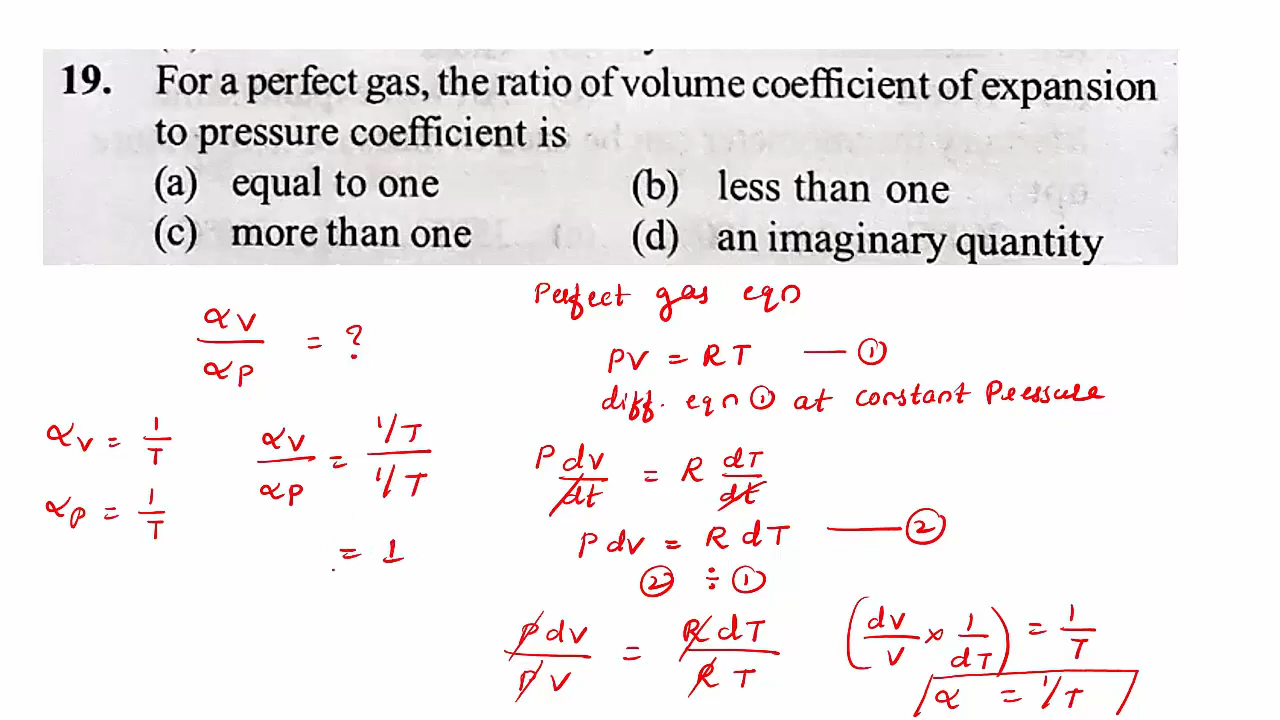 19. For a perfect gas, the ratio of volume coefficient of expansion
to pressure coefficient is
(a) equal to one (b) less than one
(c) more than one (d) an imaginary quantity
αV / αP = ?
αV = 1/T
αP = 1/T
αV / αP = 1/T / 1/T
= 1
Perfect gas eqn
PV = RT — ①
diff. eqn ① at constant Pressure
P dv/dt = R dT/dt
Pdv = R dT — ②
② ÷ ①
Pdv / PV = R dT / R T
(dv/V × 1/dT) = 1/T
α = 1/T